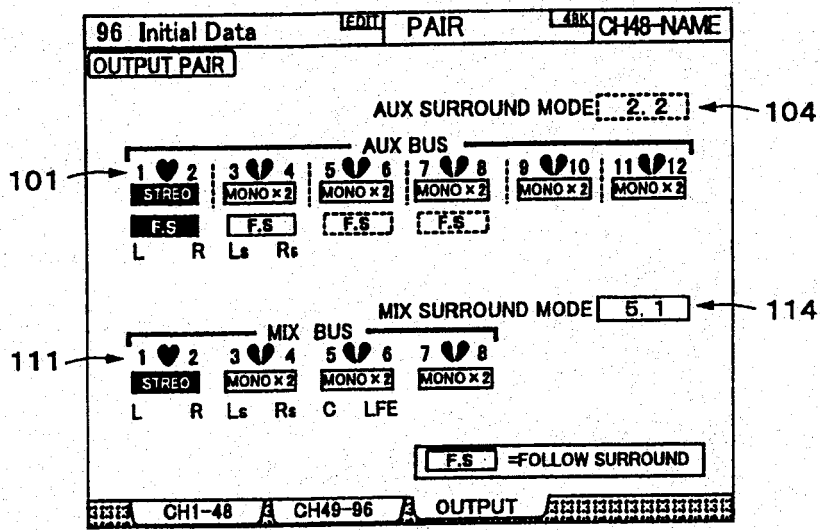 96 Initial Data EDIT PAIR 48K CH48-NAME
OUTPUT PAIR
AUX SURROUND MODE 2. 2 104
AUX BUS
101 1 2 3 4 5 6 7 8 9 10 11 12
STREO MONO×2 MONO×2 MONO×2 MONO×2 MONO×2
F.S F.S F.S F.S
L R Ls Rs
MIX SURROUND MODE 5. 1 114
MIX BUS
111 1 2 3 4 5 6 7 8
STREO MONO×2 MONO×2 MONO×2
L R Ls Rs C LFE
F.S =FOLLOW SURROUND
CH1-48 CH49-96 OUTPUT